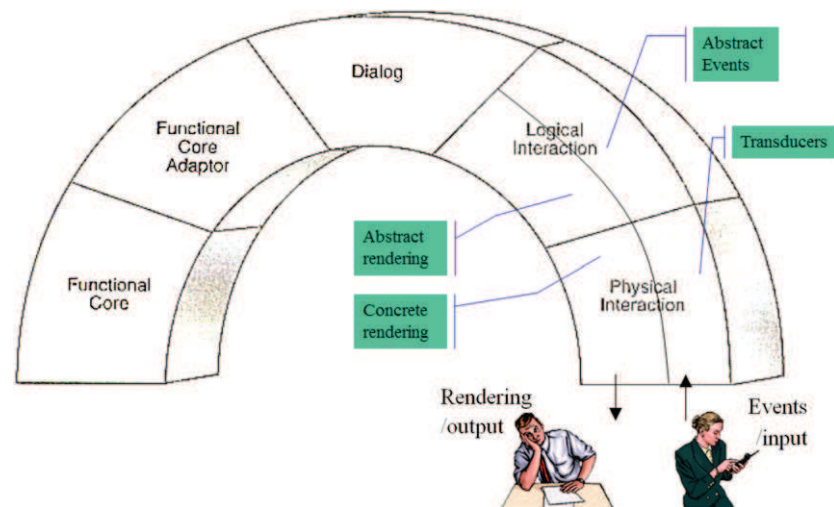 Dialog
Abstract
Events
Functional
Core
Adaptor
Logical
Interaction
Transducers
Abstract
rendering
Functional
Core
Physical
Interaction
Concrete
rendering
Rendering
/output
Events
/input